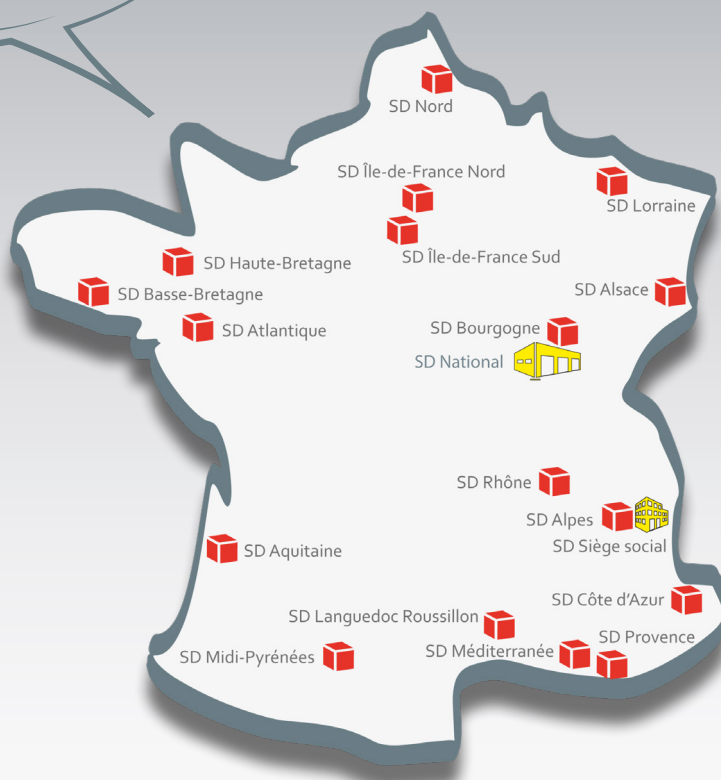 SD Nord
SD Île-de-France Nord
SD Lorraine
SD Île-de-France Sud
SD Haute-Bretagne
SD Basse-Bretagne
SD Alsace
SD Atlantique
SD Bourgogne
SD National
SD Rhône
SD Alpes
SD Siège social
SD Aquitaine
SD Côte d'Azur
SD Languedoc Roussillon
SD Provence
SD Méditerranée
SD Midi-Pyrénées